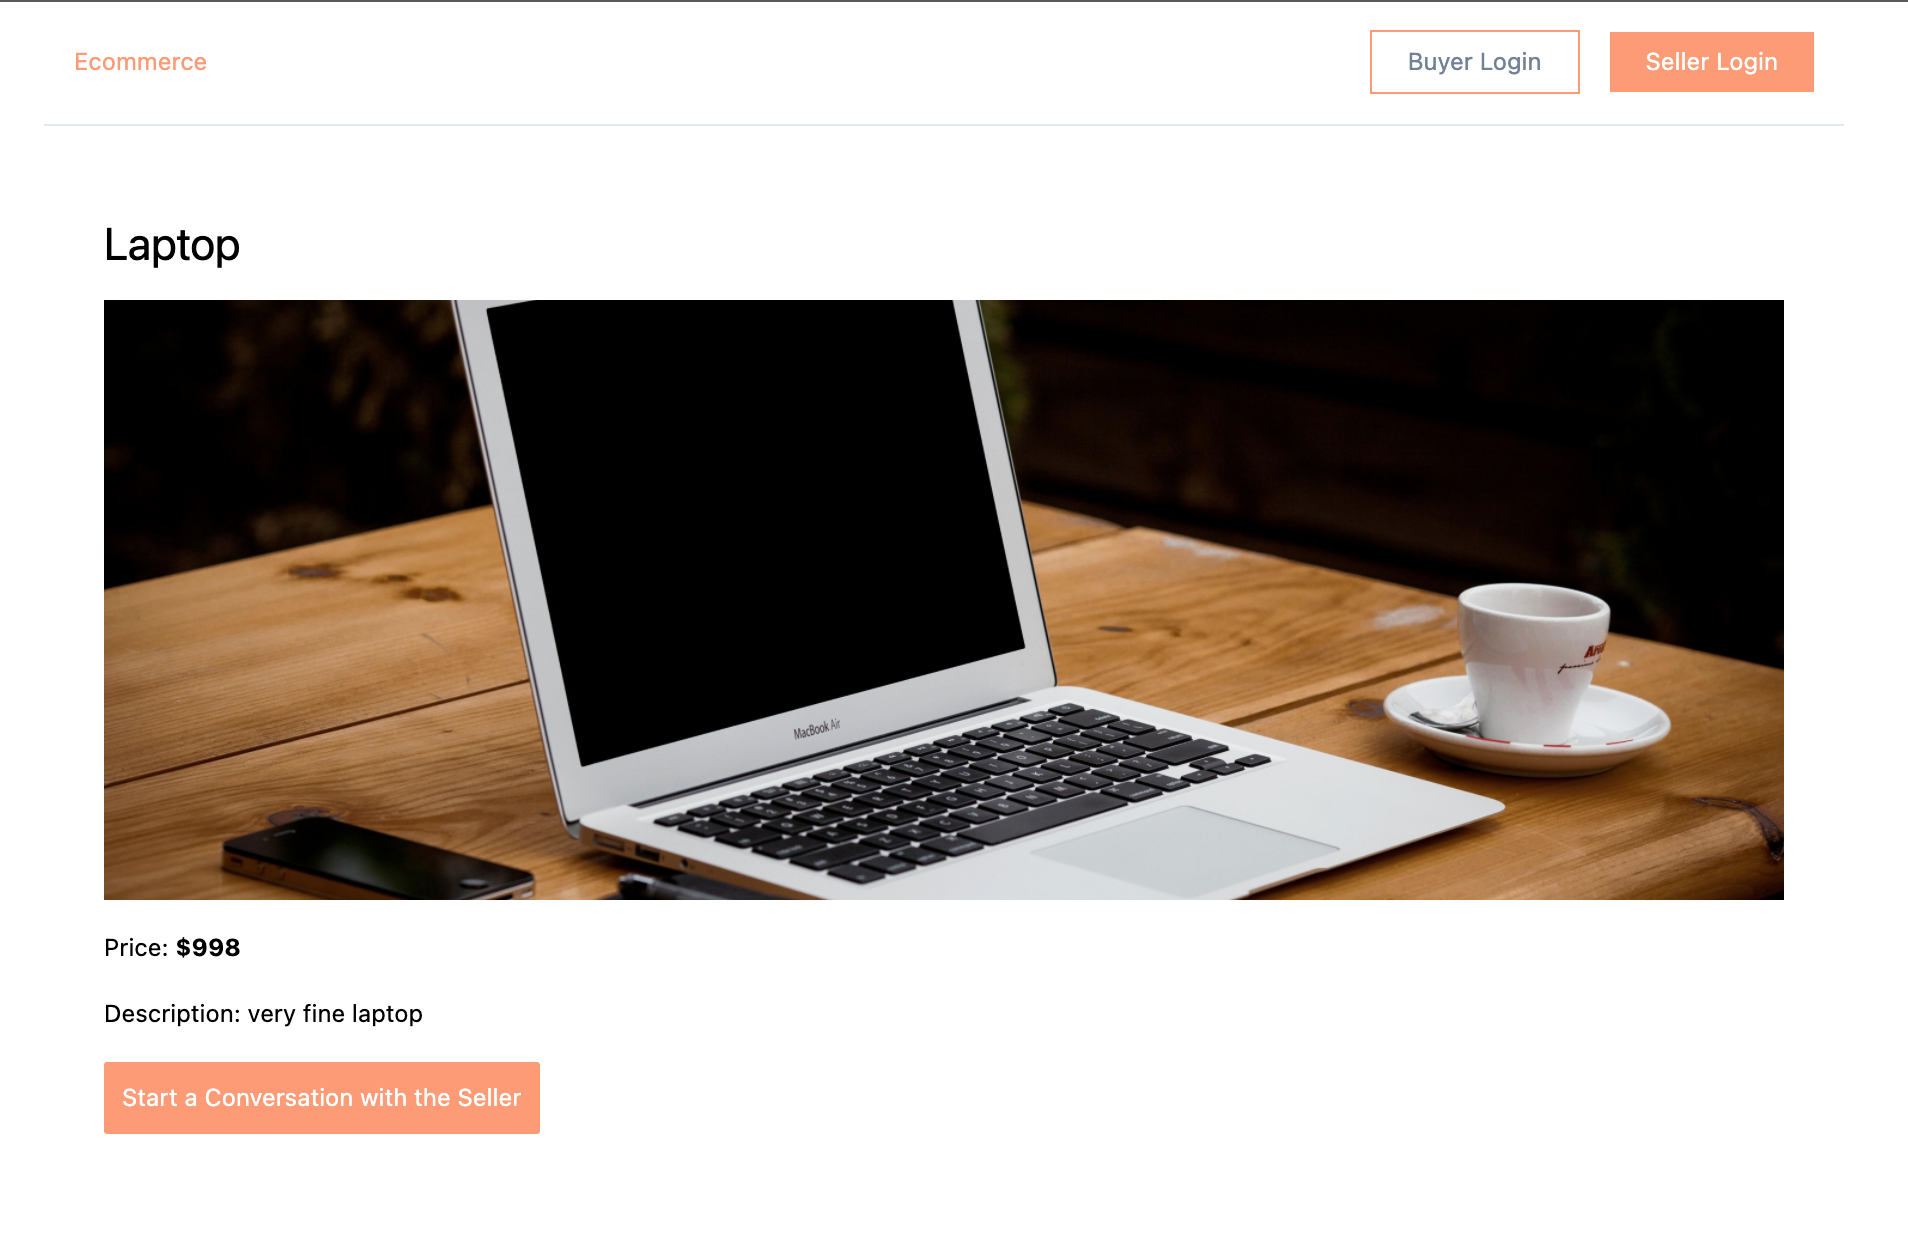 Ecommerce
Buyer Login
Seller Login
Laptop
MacBook Air
Price: $998
Description: very fine laptop
Start a Conversation with the Seller